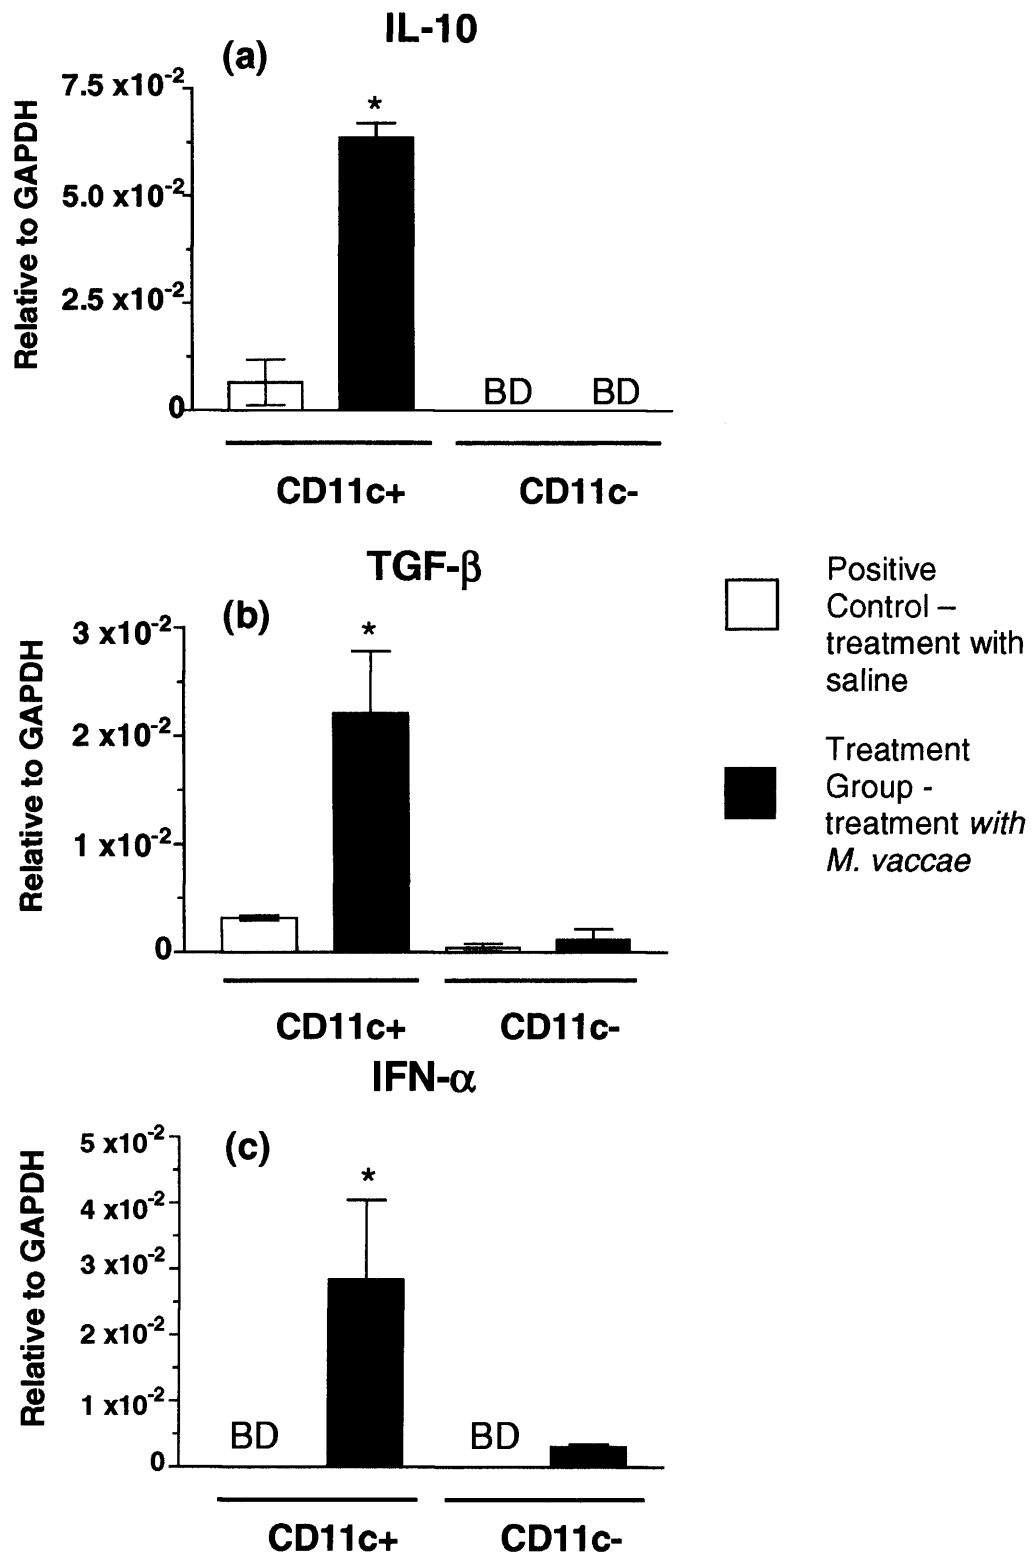 IL-10
(a)
Relative to GAPDH
7.5 x10-2
*
5.0 x10-2
2.5 x10-2
0
BD BD
CD11c+ CD11c-
TGF-β
(b)
Relative to GAPDH
3 x10-2
*
2 x10-2
1 x10-2
0
CD11c+ CD11c-
Positive
Control –
treatment with
saline
Treatment
Group -
treatment with
M. vaccae
IFN-α
(c)
Relative to GAPDH
5 x10-2
*
4 x10-2
3 x10-2
2 x10-2
1 x10-2
0
BD BD
CD11c+ CD11c-